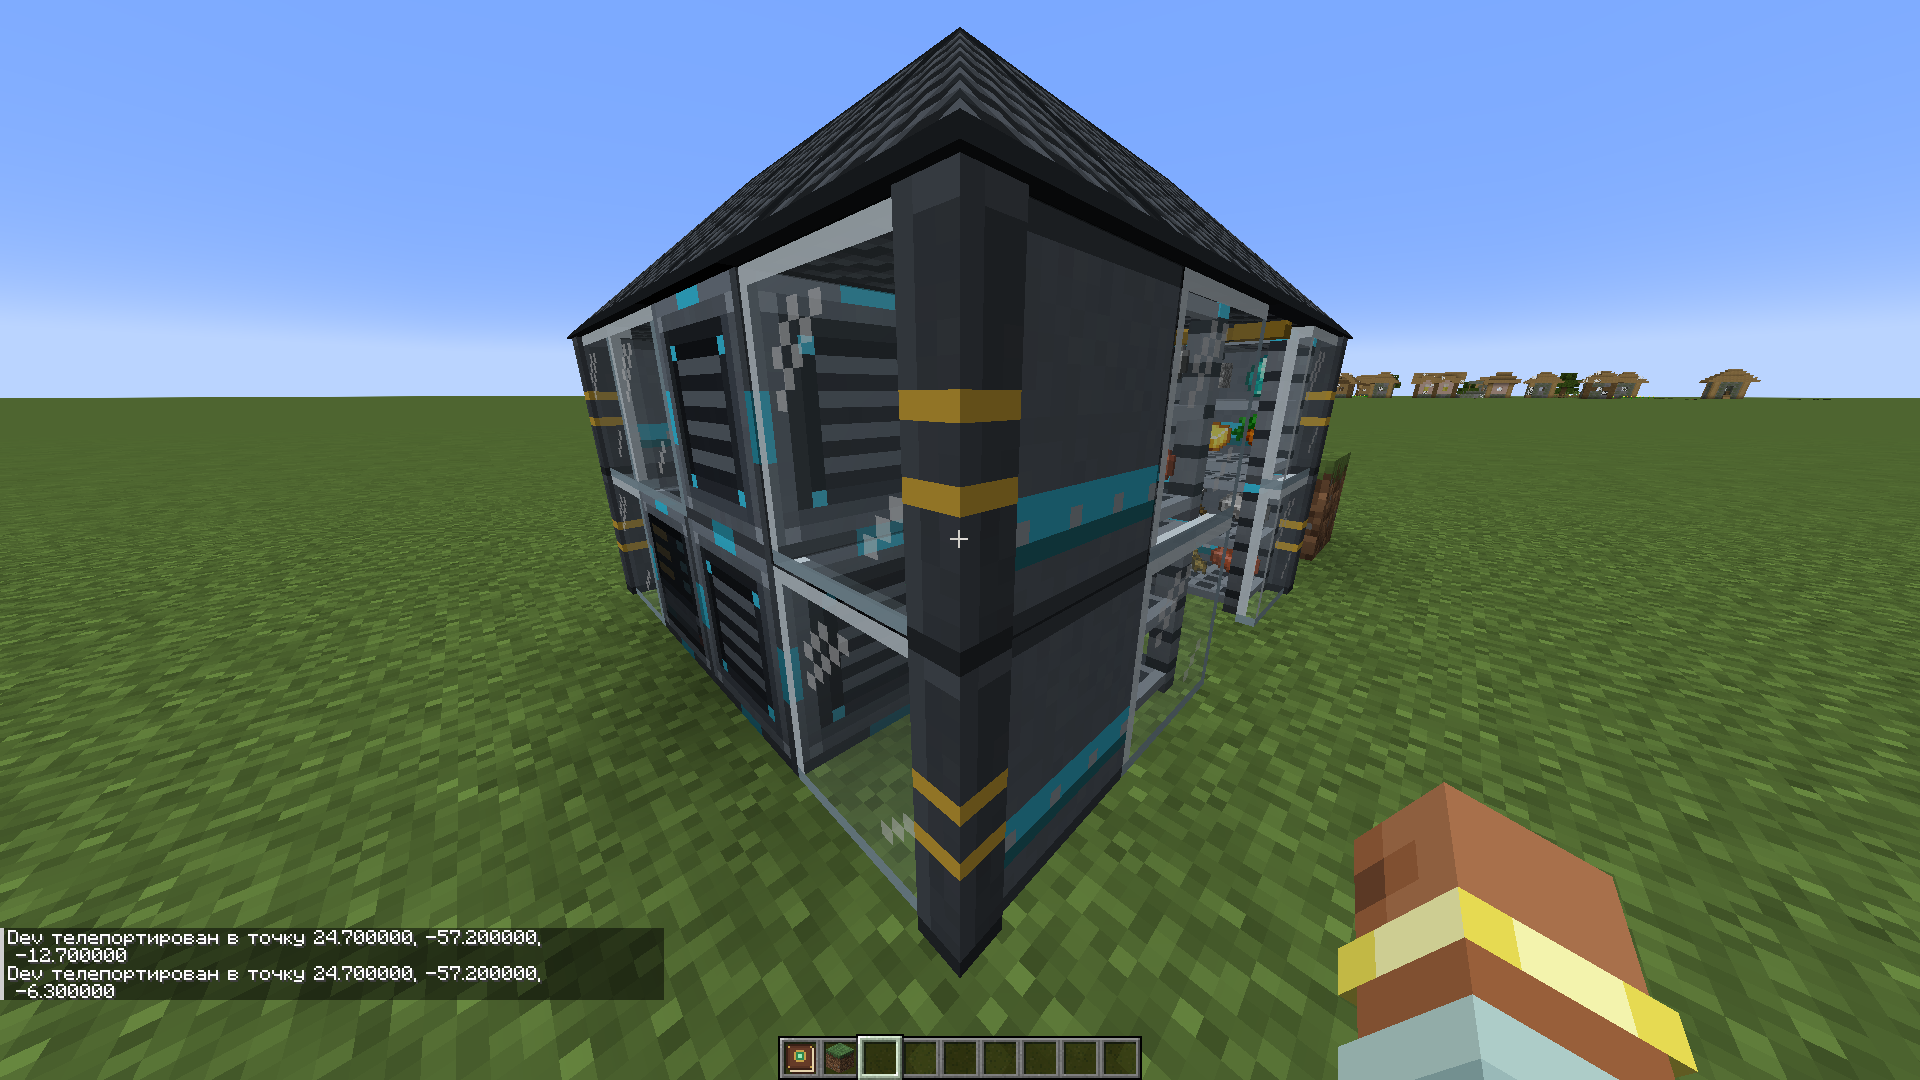 Dev телепортирован в точку 24.700000, -57.200000,
-12.700000
Dev телепортирован в точку 24.700000, -57.200000,
-6.300000